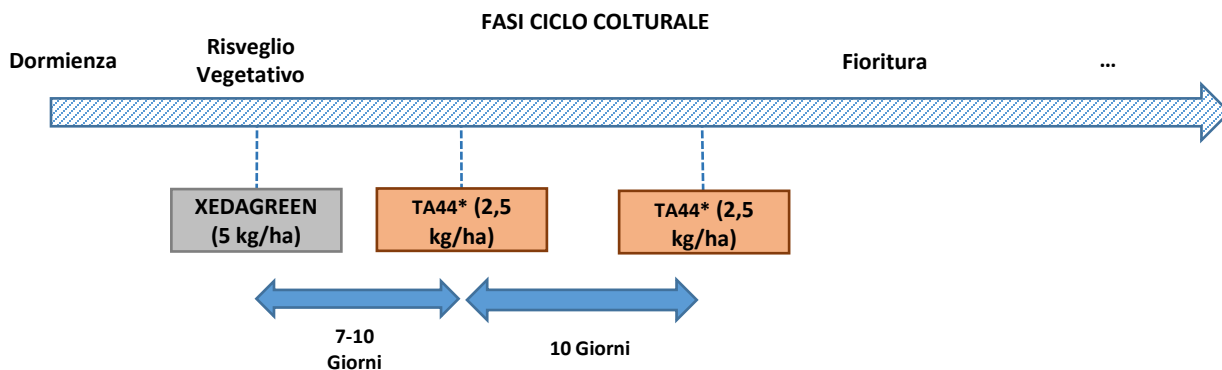 FASI CICLO COLTURALE
Dormienza
Risveglio
Vegetativo
Fioritura
...
XEDAGREEN
(5 kg/ha)
TA44* (2,5
kg/ha)
TA44* (2,5
kg/ha)
7-10
Giorni
10 Giorni